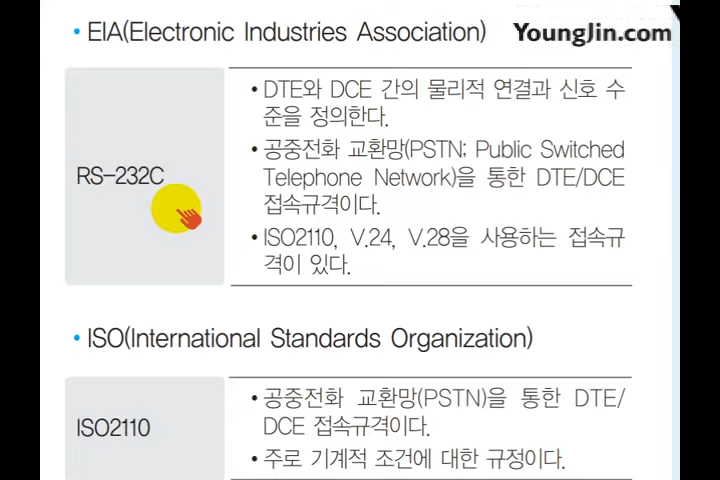 • EIA(Electronic Industries Association)
YoungJin.com
RS-232C
• DTE와 DCE 간의 물리적 연결과 신호 수
준을 정의한다.
• 공중전화 교환망(PSTN; Public Switched
Telephone Network)을 통한 DTE/DCE
접속규격이다.
• ISO2110, V.24, V.28을 사용하는 접속규
격이 있다.
• ISO(International Standards Organization)
ISO2110
• 공중전화 교환망(PSTN)을 통한 DTE/
DCE 접속규격이다.
• 주로 기계적 조건에 대한 규정이다.